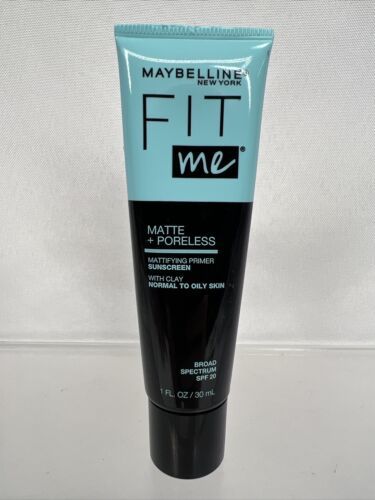 MAYBELLINE®
NEW YORK
FIT
me®
MATTE
+ PORELESS
MATTIFYING PRIMER
SUNSCREEN
WITH CLAY
NORMAL TO OILY SKIN
BROAD
SPECTRUM
SPF 20
1 FL. OZ / 30 mL